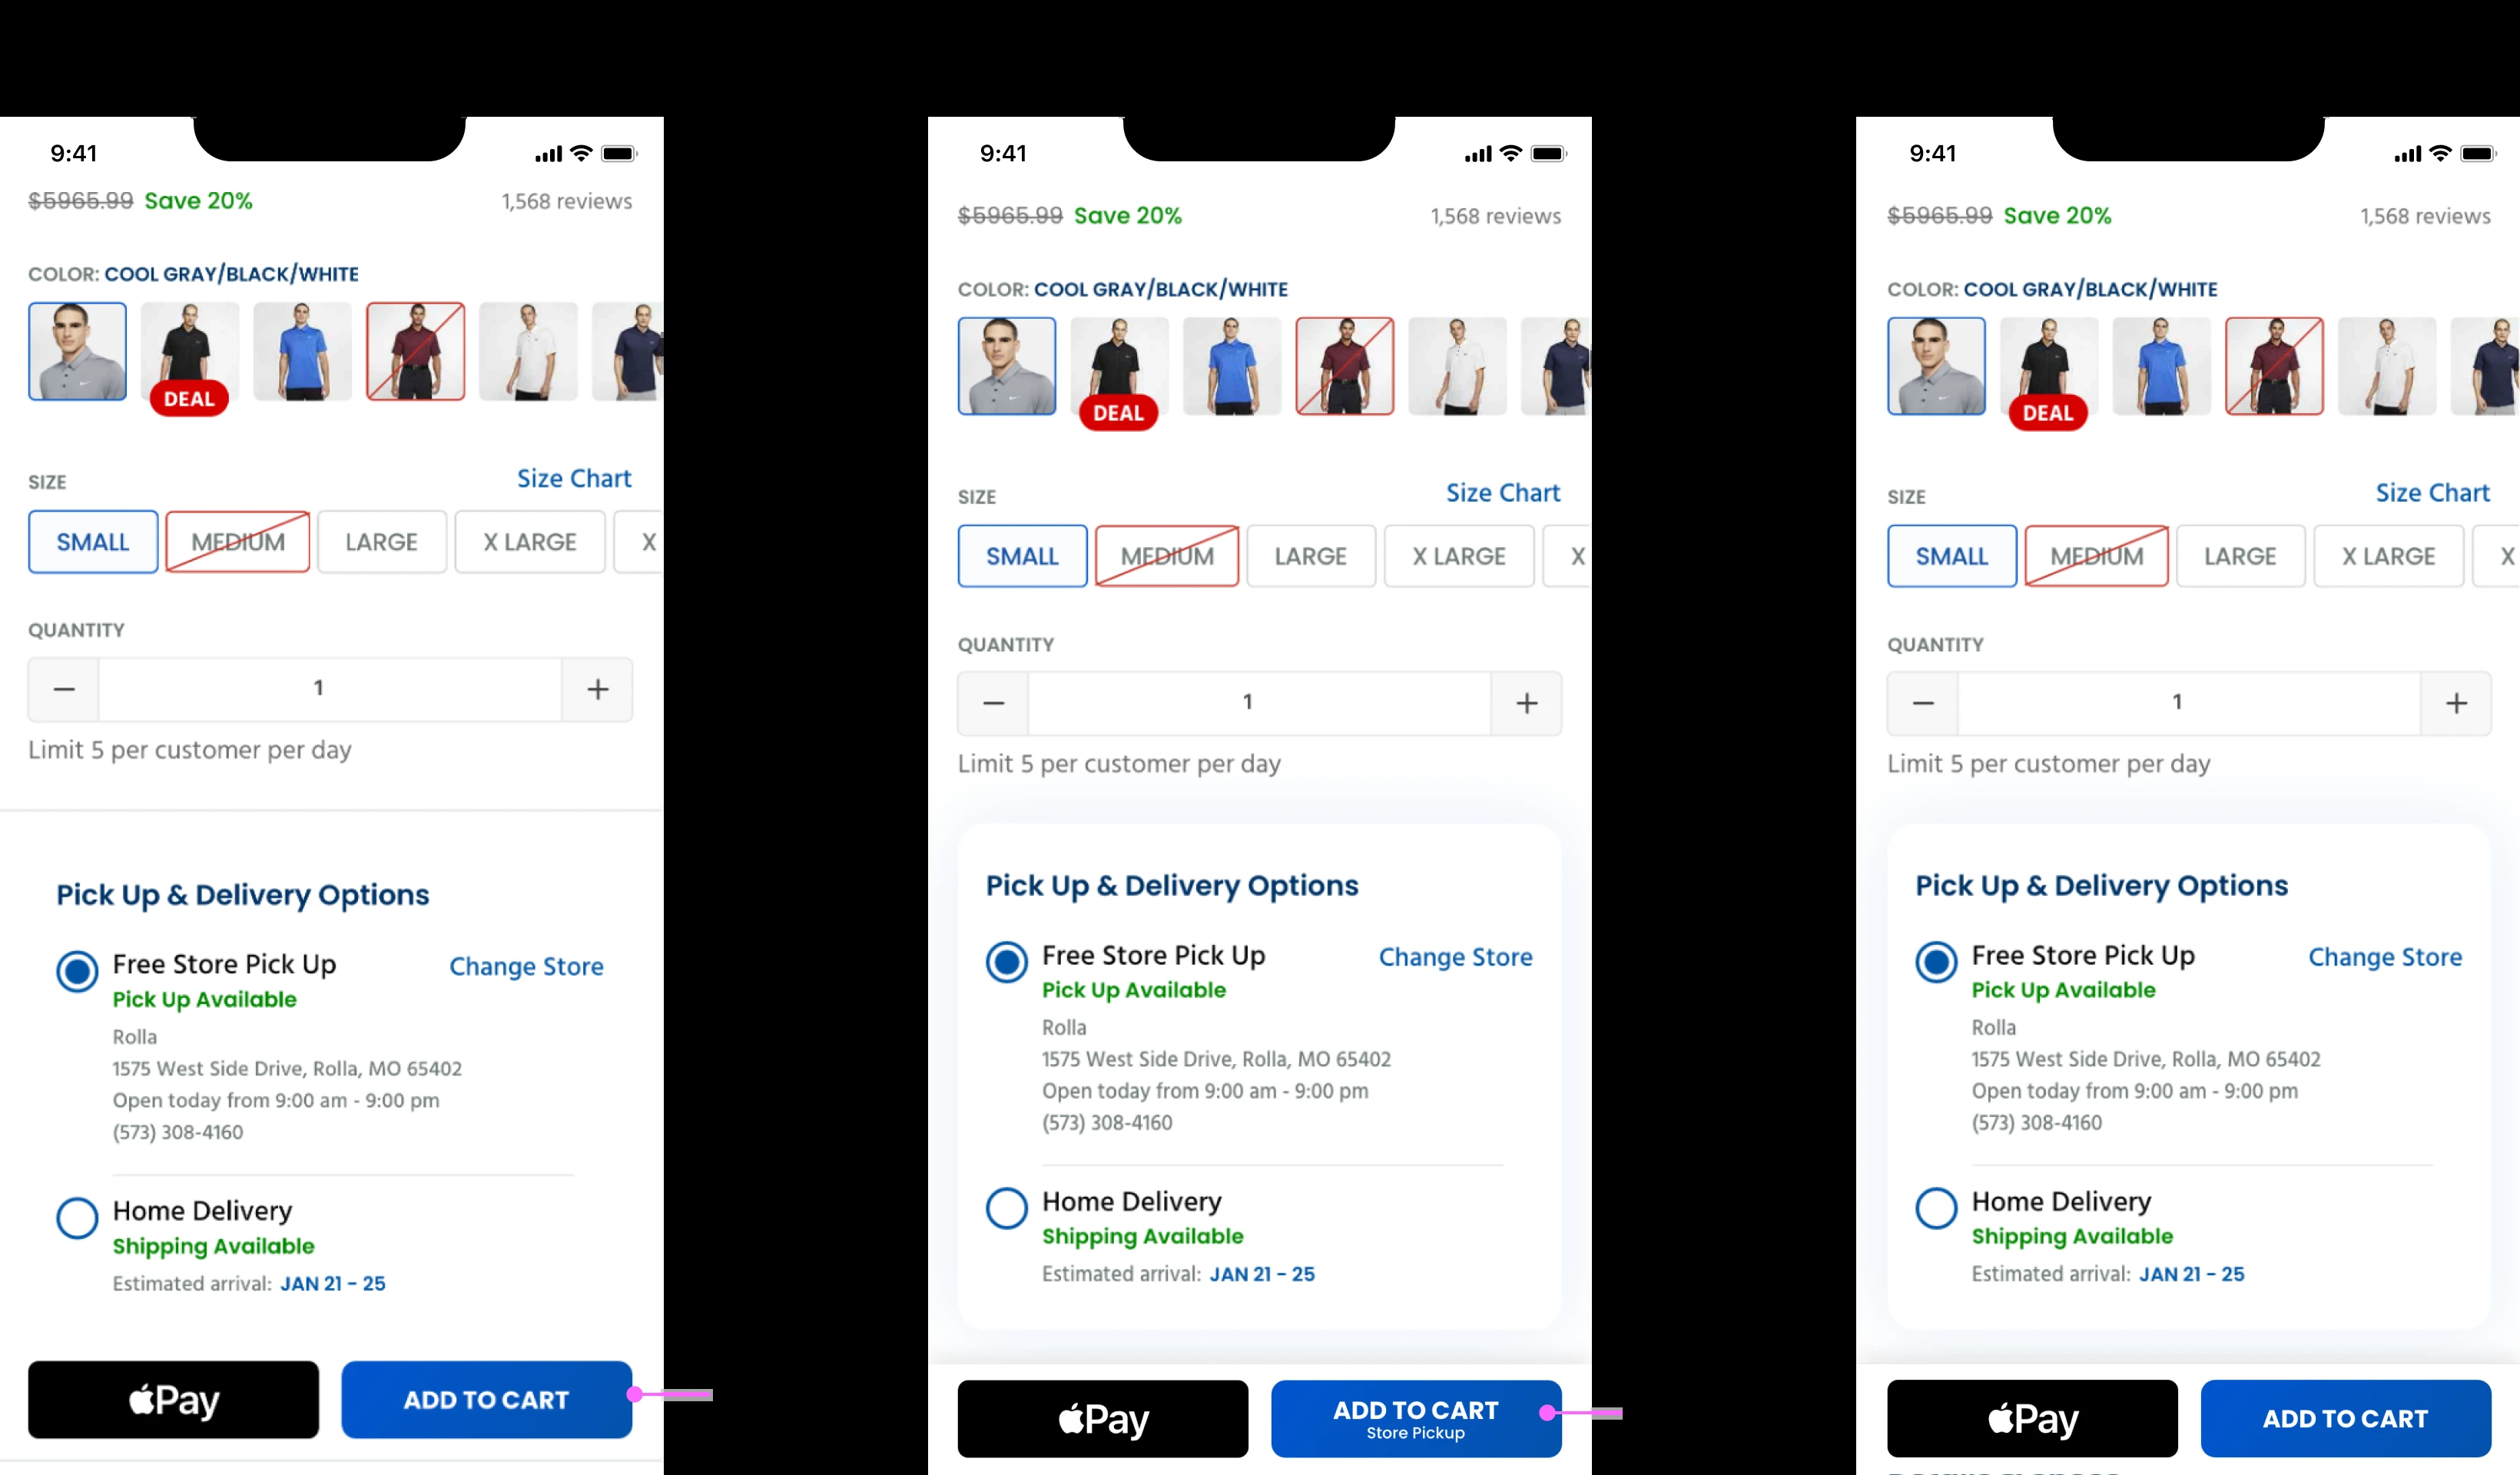 9:41
$5965.99 Save 20% 1,568 reviews
COLOR: COOL GRAY/BLACK/WHITE
DEAL
SIZE Size Chart
SMALL MEDIUM LARGE X LARGE X
QUANTITY
1
Limit 5 per customer per day
Pick Up & Delivery Options
Free Store Pick Up Change Store
Pick Up Available
Rolla
1575 West Side Drive, Rolla, MO 65402
Open today from 9:00 am - 9:00 pm
(573) 308-4160
Home Delivery
Shipping Available
Estimated arrival: JAN 21 - 25
Pay ADD TO CART
9:41
$5965.99 Save 20% 1,568 reviews
COLOR: COOL GRAY/BLACK/WHITE
DEAL
SIZE Size Chart
SMALL MEDIUM LARGE X LARGE X
QUANTITY
1
Limit 5 per customer per day
Pick Up & Delivery Options
Free Store Pick Up Change Store
Pick Up Available
Rolla
1575 West Side Drive, Rolla, MO 65402
Open today from 9:00 am - 9:00 pm
(573) 308-4160
Home Delivery
Shipping Available
Estimated arrival: JAN 21 - 25
Pay ADD TO CART
Store Pickup
9:41
$5965.99 Save 20% 1,568 reviews
COLOR: COOL GRAY/BLACK/WHITE
DEAL
SIZE Size Chart
SMALL MEDIUM LARGE X LARGE X
QUANTITY
1
Limit 5 per customer per day
Pick Up & Delivery Options
Free Store Pick Up Change Store
Pick Up Available
Rolla
1575 West Side Drive, Rolla, MO 65402
Open today from 9:00 am - 9:00 pm
(573) 308-4160
Home Delivery
Shipping Available
Estimated arrival: JAN 21 - 25
Pay ADD TO CART